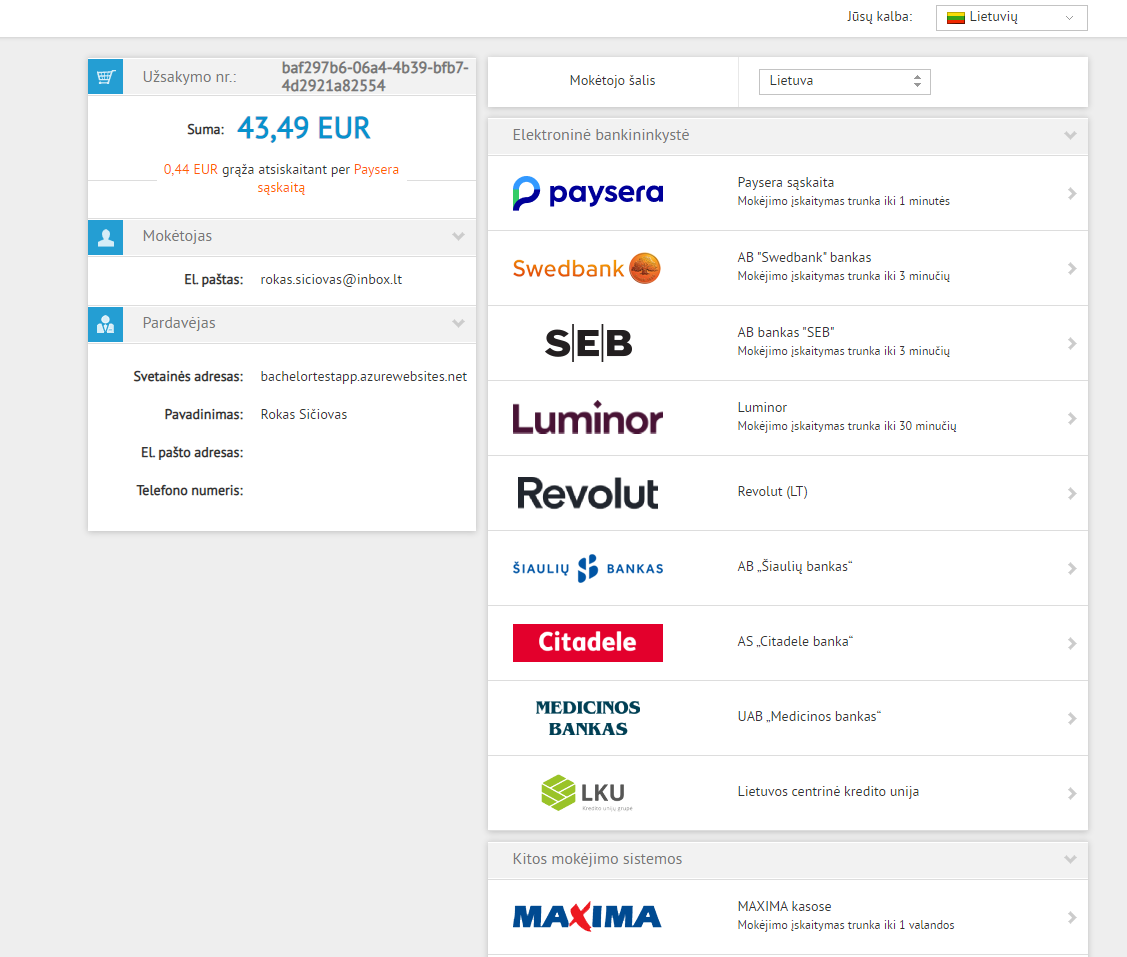 Jūsų kalba:
Lietuvių
Užsakymo nr.:
baf297b6-06a4-4b39-bfb7-
4d2921a82554
Suma: 43,49 EUR
0,44 EUR grąža atsiskaitant per Paysera
sąskaitą
Mokėtojas
El. paštas: rokas.siciovas@inbox.lt
Pardavėjas
Svetainės adresas: bachelortestapp.azurewebsites.net
Pavadinimas: Rokas Sičiovas
El. pašto adresas:
Telefono numeris:
Mokėtojo šalis
Lietuva
Elektroninė bankininkystė
paysera
Paysera sąskaita
Mokėjimo įskaitymas trunka iki 1 minutės
Swedbank
AB "Swedbank" bankas
Mokėjimo įskaitymas trunka iki 3 minučių
SEB
AB bankas "SEB"
Mokėjimo įskaitymas trunka iki 3 minučių
Luminor
Luminor
Mokėjimo įskaitymas trunka iki 30 minučių
Revolut
Revolut (LT)
ŠIAULIŲ BANKAS
AB „Šiaulių bankas“
Citadele
AS „Citadele banka“
MEDICINOS
BANKAS
UAB „Medicinos bankas“
LKU
Kredito unijų grupė
Lietuvos centrinė kredito unija
Kitos mokėjimo sistemos
MAXIMA
MAXIMA kasose
Mokėjimo įskaitymas trunka iki 1 valandos